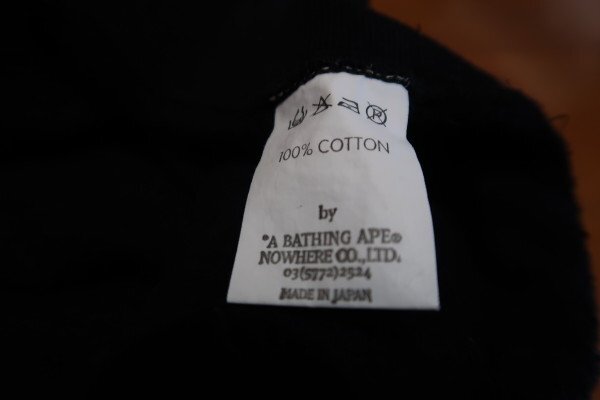 100% COTTON
by
*A BATHING APE®
NOWHERE CO.,LTD.
03(5772)2524
MADE IN JAPAN